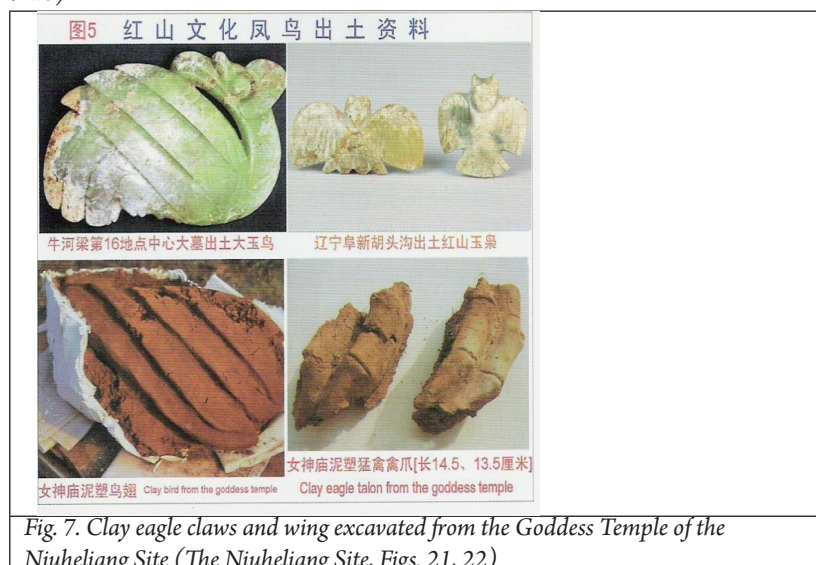 图5 红山文化凤鸟出土资料
牛河梁第16地点中心大墓出土大玉鸟
辽宁阜新胡头沟出土红山玉枭
女神庙泥塑鸟翅 Clay bird from the goddess temple
女神庙泥塑猛禽禽爪[长14.5、13.5厘米]
Clay eagle talon from the goddess temple
Fig. 7. Clay eagle claws and wing excavated from the Goddess Temple of the
Niuheliang Site (The Niuheliang Site, Figs. 21, 22)